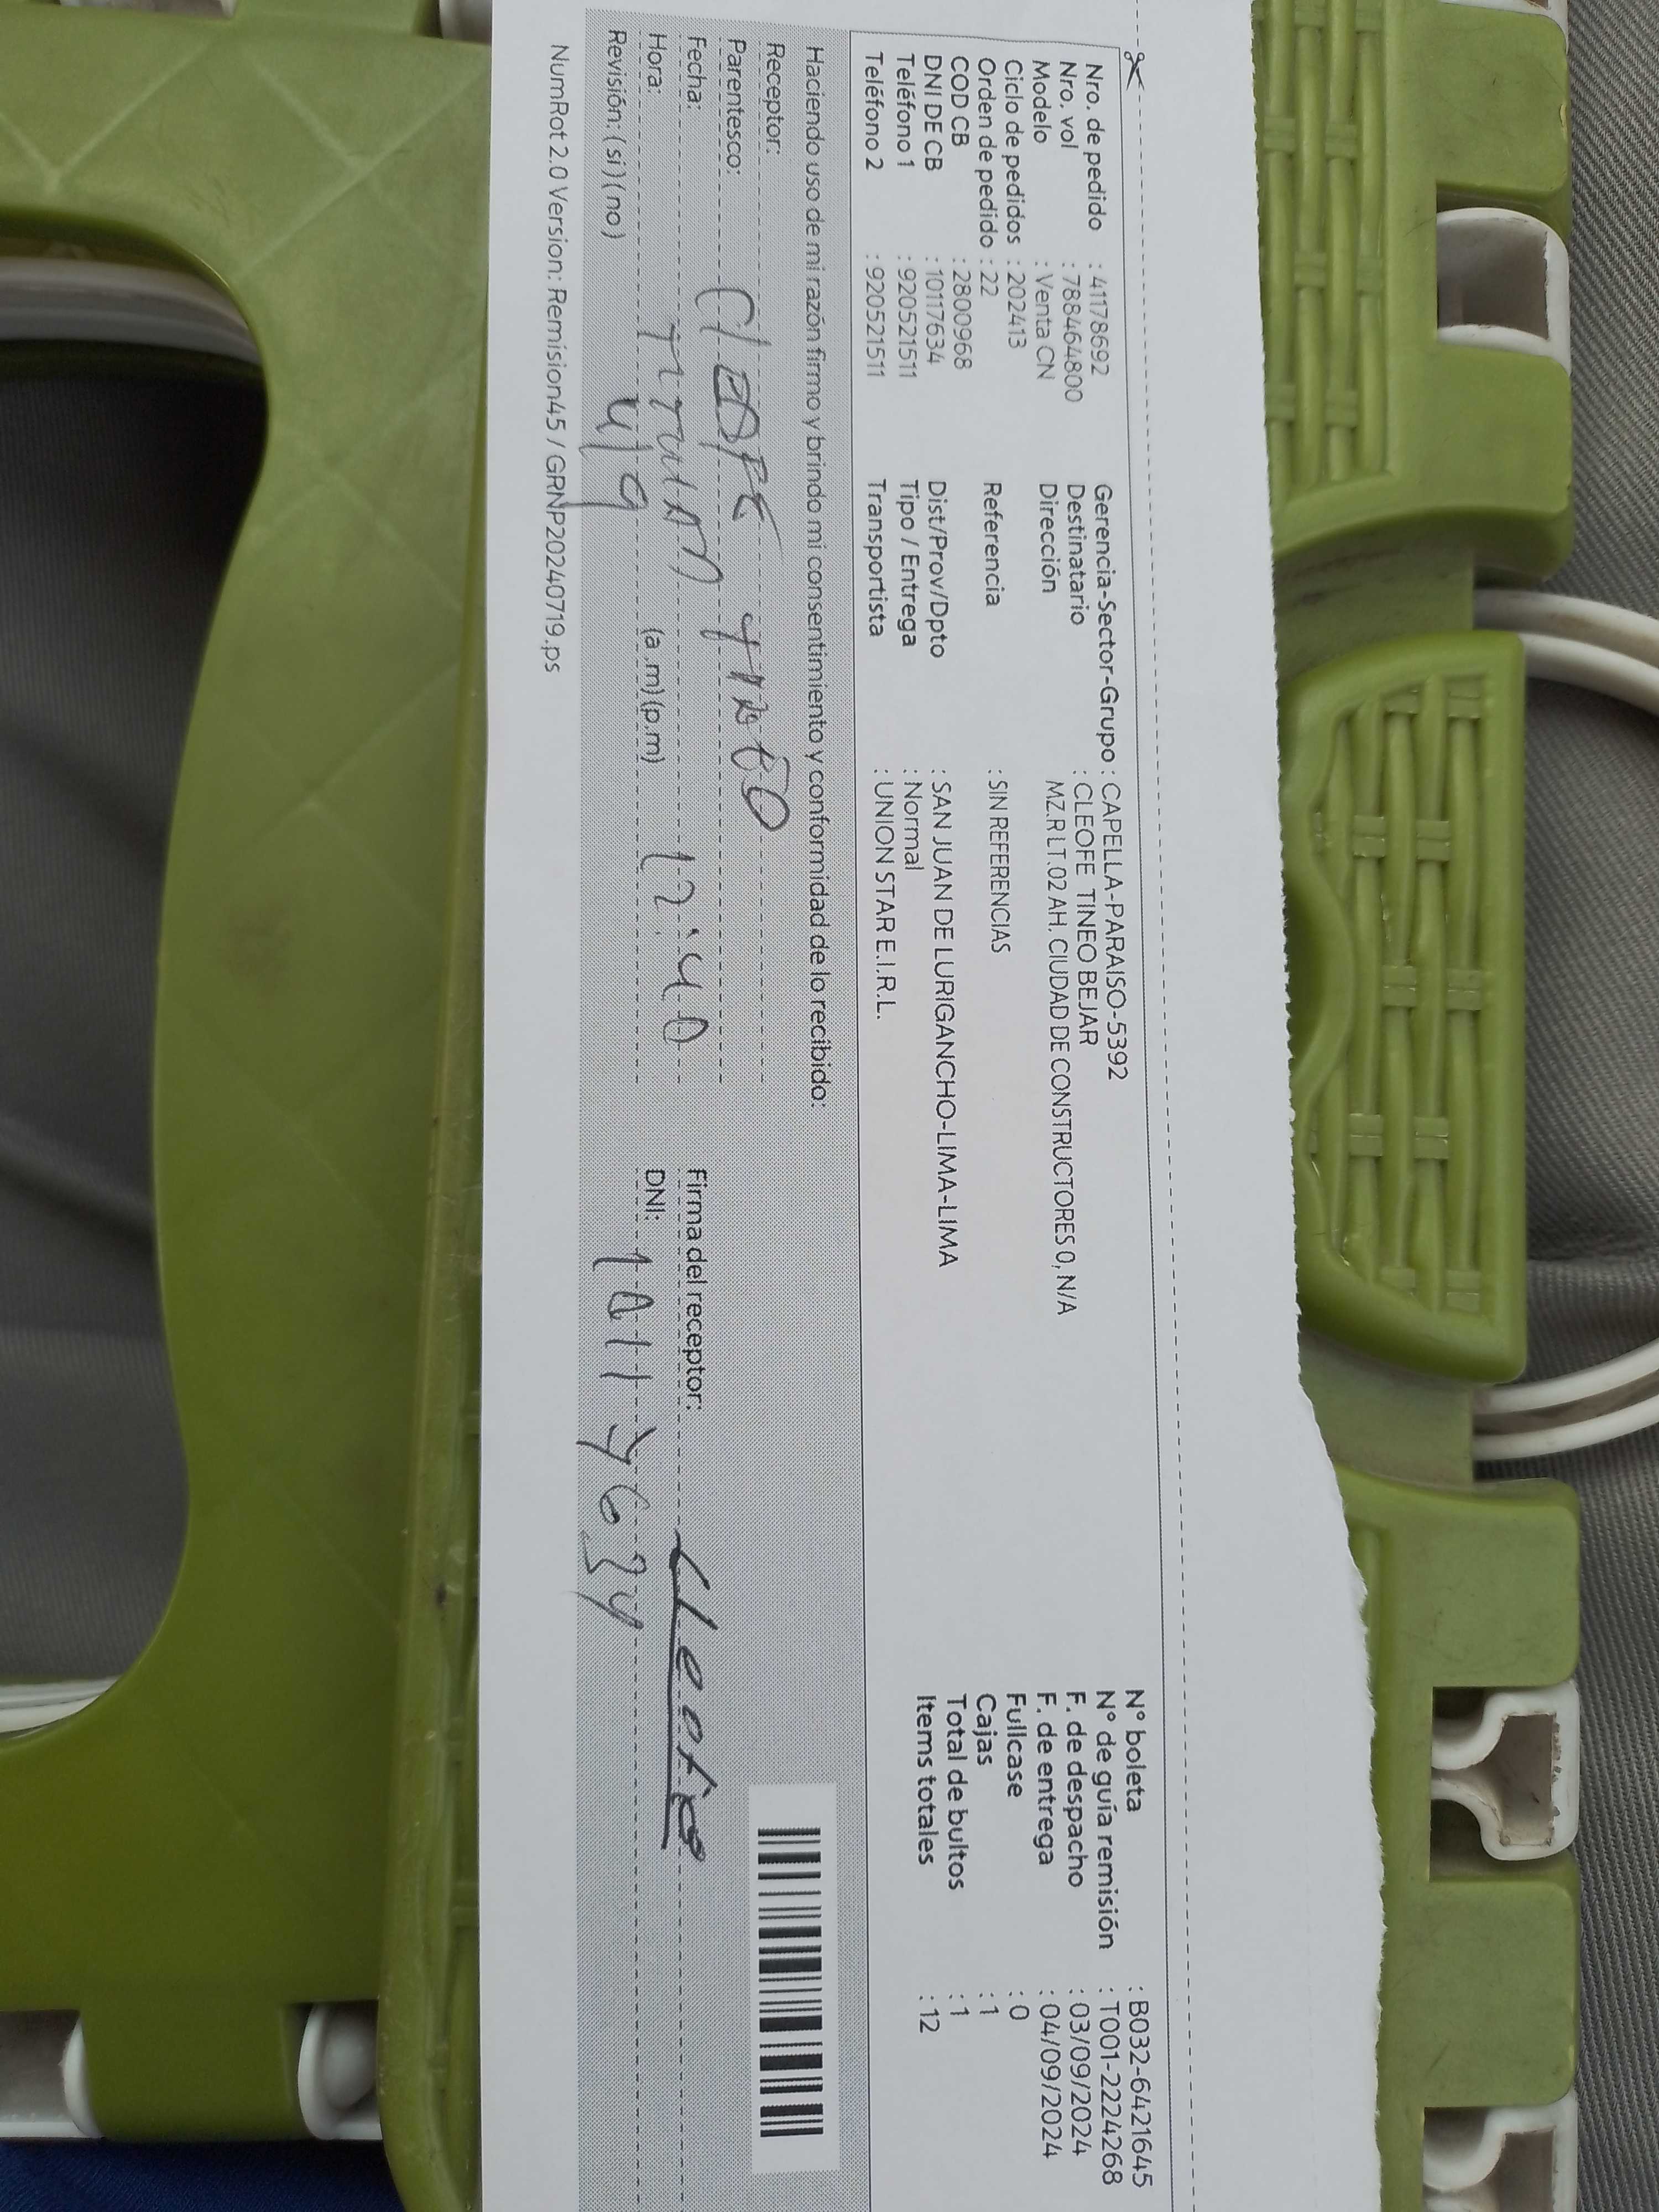 Nro. de pedido : 41178692 Gerencia-Sector-Grupo : CAPELLA-PARAISO-5392 N° boleta : B032-6421645
Nro. vol : 788464800 Destinatario : CLEOFE TINEO BEJAR N° de guía remisión : T001-2224268
Modelo : Venta CN Dirección MZ.R LT.02 AH. CIUDAD DE CONSTRUCTORES 0, N/A F. de despacho : 03/09/2024
Ciclo de pedidos : 202413 F. de entrega : 04/09/2024
Orden de pedido : 22 Referencia : SIN REFERENCIAS Fullcase : 0
COD CB : 28000968 Cajas : 1
DNI DE CB : 10117634 Dist/Prov/Dpto : SAN JUAN DE LURIGANCHO-LIMA-LIMA Total de bultos : 1
Teléfono 1 : 920521511 Tipo / Entrega : Normal Items totales : 12
Teléfono 2 : 920521511 Transportista : UNION STAR E.I.R.L.
Haciendo uso de mi razón firmo y brindo mi consentimiento y conformidad de lo recibido:
Receptor:
Parentesco:
Fecha: 12:40 Firma del receptor: Cleofe
Hora: 4/9 (a.m) (p.m) DNI: 10117634
Revisión: (si) (no)
NumRot 2.0 Version: Remision45 / GRNP20240719.ps